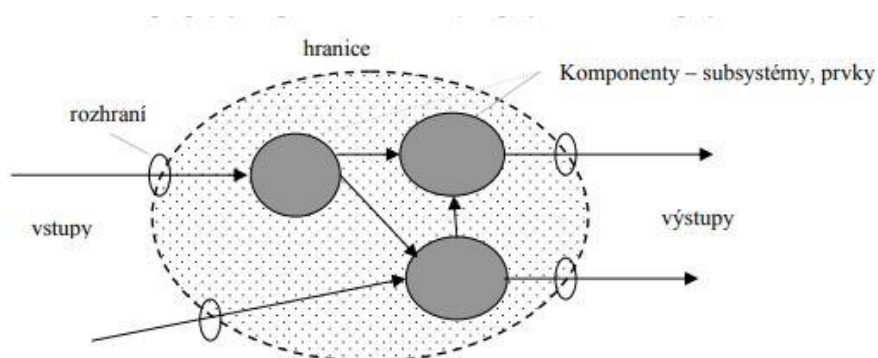 hranice
Komponenty – subsystémy, prvky
rozhraní
vstupy
výstupy